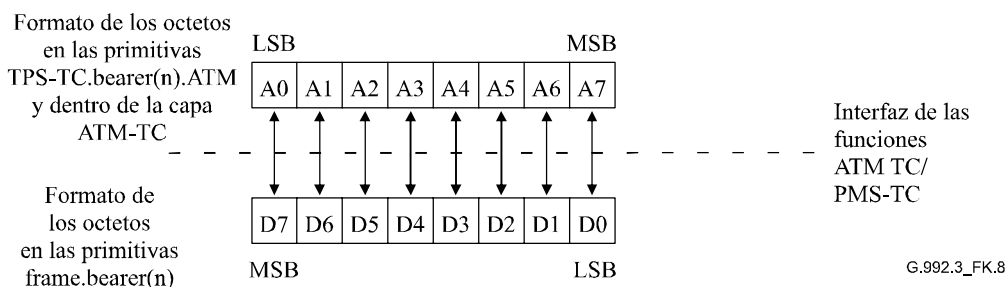 Formato de los octetos
en las primitivas
TPS-TC.bearer(n).ATM
y dentro de la capa
ATM-TC
LSB MSB
A0 A1 A2 A3 A4 A5 A6 A7
Interfaz de las
funciones
ATM TC/
PMS-TC
Formato de
los octetos
en las primitivas
frame.bearer(n)
D7 D6 D5 D4 D3 D2 D1 D0
MSB LSB
G.992.3_FK.8